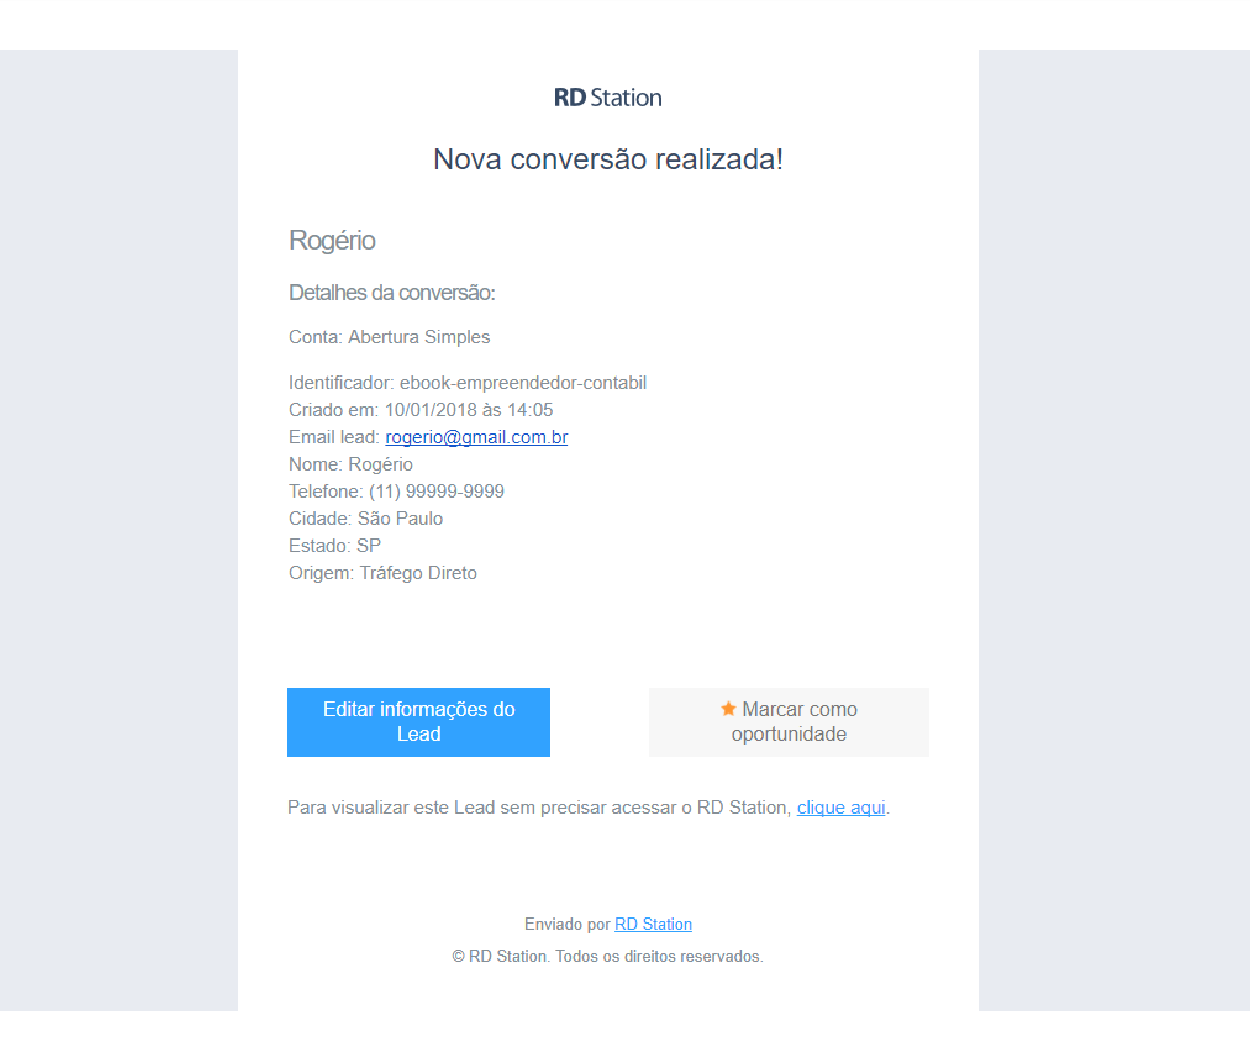 RD Station
Nova conversão realizada!
Rogério
Detalhes da conversão:
Conta: Abertura Simples
Identificador: ebook-empreendedor-contabil
Criado em: 10/01/2018 às 14:05
Email lead: rogerio@gmail.com.br
Nome: Rogério
Telefone: (11) 99999-9999
Cidade: São Paulo
Estado: SP
Origem: Tráfego Direto
Editar informações do
Lead
Marcar como
oportunidade
Para visualizar este Lead sem precisar acessar o RD Station, clique aqui.
Enviado por RD Station
© RD Station. Todos os direitos reservados.